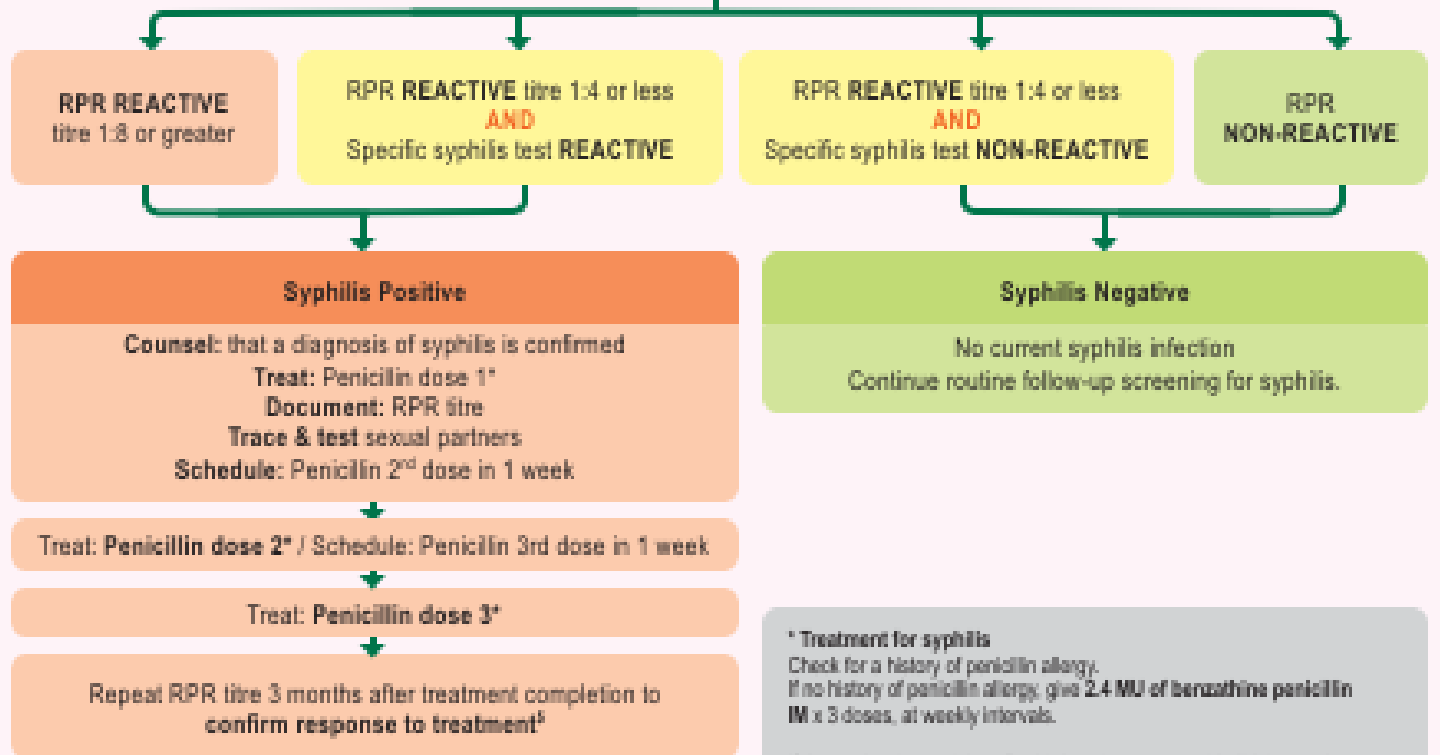 RPR REACTIVE
titre 1:8 or greater
RPR REACTIVE titre 1:4 or less
AND
Specific syphilis test REACTIVE
RPR REACTIVE titre 1:4 or less
AND
Specific syphilis test NON-REACTIVE
RPR
NON-REACTIVE
Syphilis Positive
Counsel: that a diagnosis of syphilis is confirmed
Treat: Penicillin dose 1*
Document: RPR titre
Trace & test sexual partners
Schedule: Penicillin 2nd dose in 1 week
Treat: Penicillin dose 2* / Schedule: Penicillin 3rd dose in 1 week
Treat: Penicillin dose 3*
Repeat RPR titre 3 months after treatment completion to
confirm response to treatment§
Syphilis Negative
No current syphilis infection
Continue routine follow-up screening for syphilis.
* Treatment for syphilis
Check for a history of penicillin allergy.
If no history of penicillin allergy, give 2.4 MU of benzathine penicillin
IM x 3 doses, at weekly intervals.